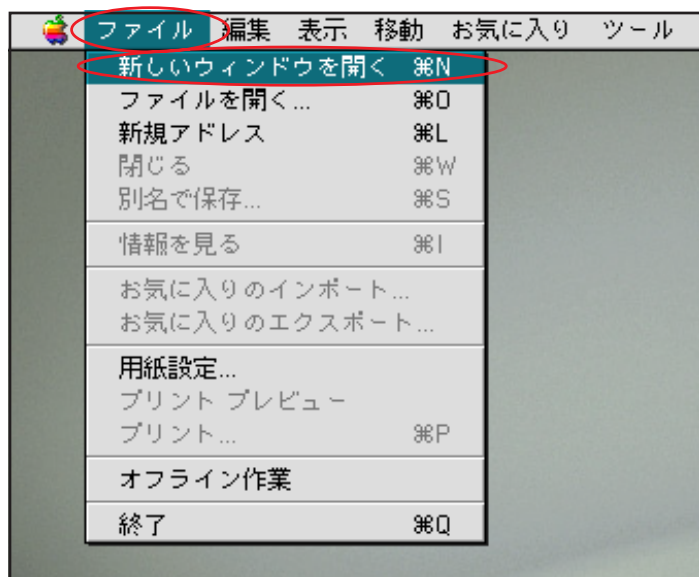 ファイル 編集 表示 移動 お気に入り ツール
新しいウィンドウを開く ⌘N
ファイルを開く... ⌘O
新規アドレス ⌘L
閉じる ⌘W
別名で保存... ⌘S
情報を見る ⌘I
お気に入りのインポート...
お気に入りのエクスポート...
用紙設定...
プリント プレビュー
プリント... ⌘P
オフライン作業
終了 ⌘Q